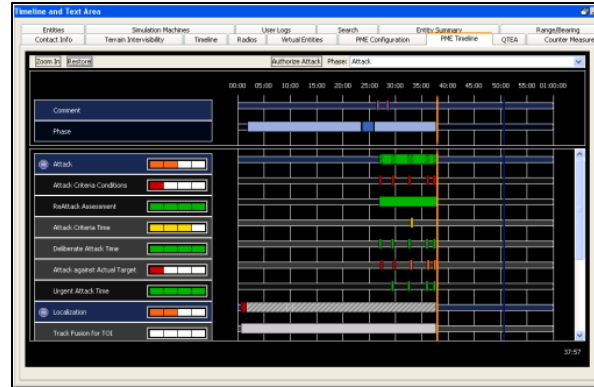 Timeline and Text Area
Entities Simulation Machines User Logs Search Entity Summary Range/Bearing
Contact Info Terrain Intervisibility Timeline Radios Virtual Entities PME Configuration PME Timeline QTEA Counter Measure
Zoom In Restore Authorize Attack Phase: Attack
00:00 05:00 10:00 15:00 20:00 25:00 30:00 35:00 40:00 45:00 50:00 55:00 01:00:00
Comment
Phase
Attack
Attack Criteria Conditions
ReAttack Assessment
Attack Criteria Time
Deliberate Attack Time
Attack against Actual Target
Urgent Attack Time
Localization
Track Fusion for TOI
37:57